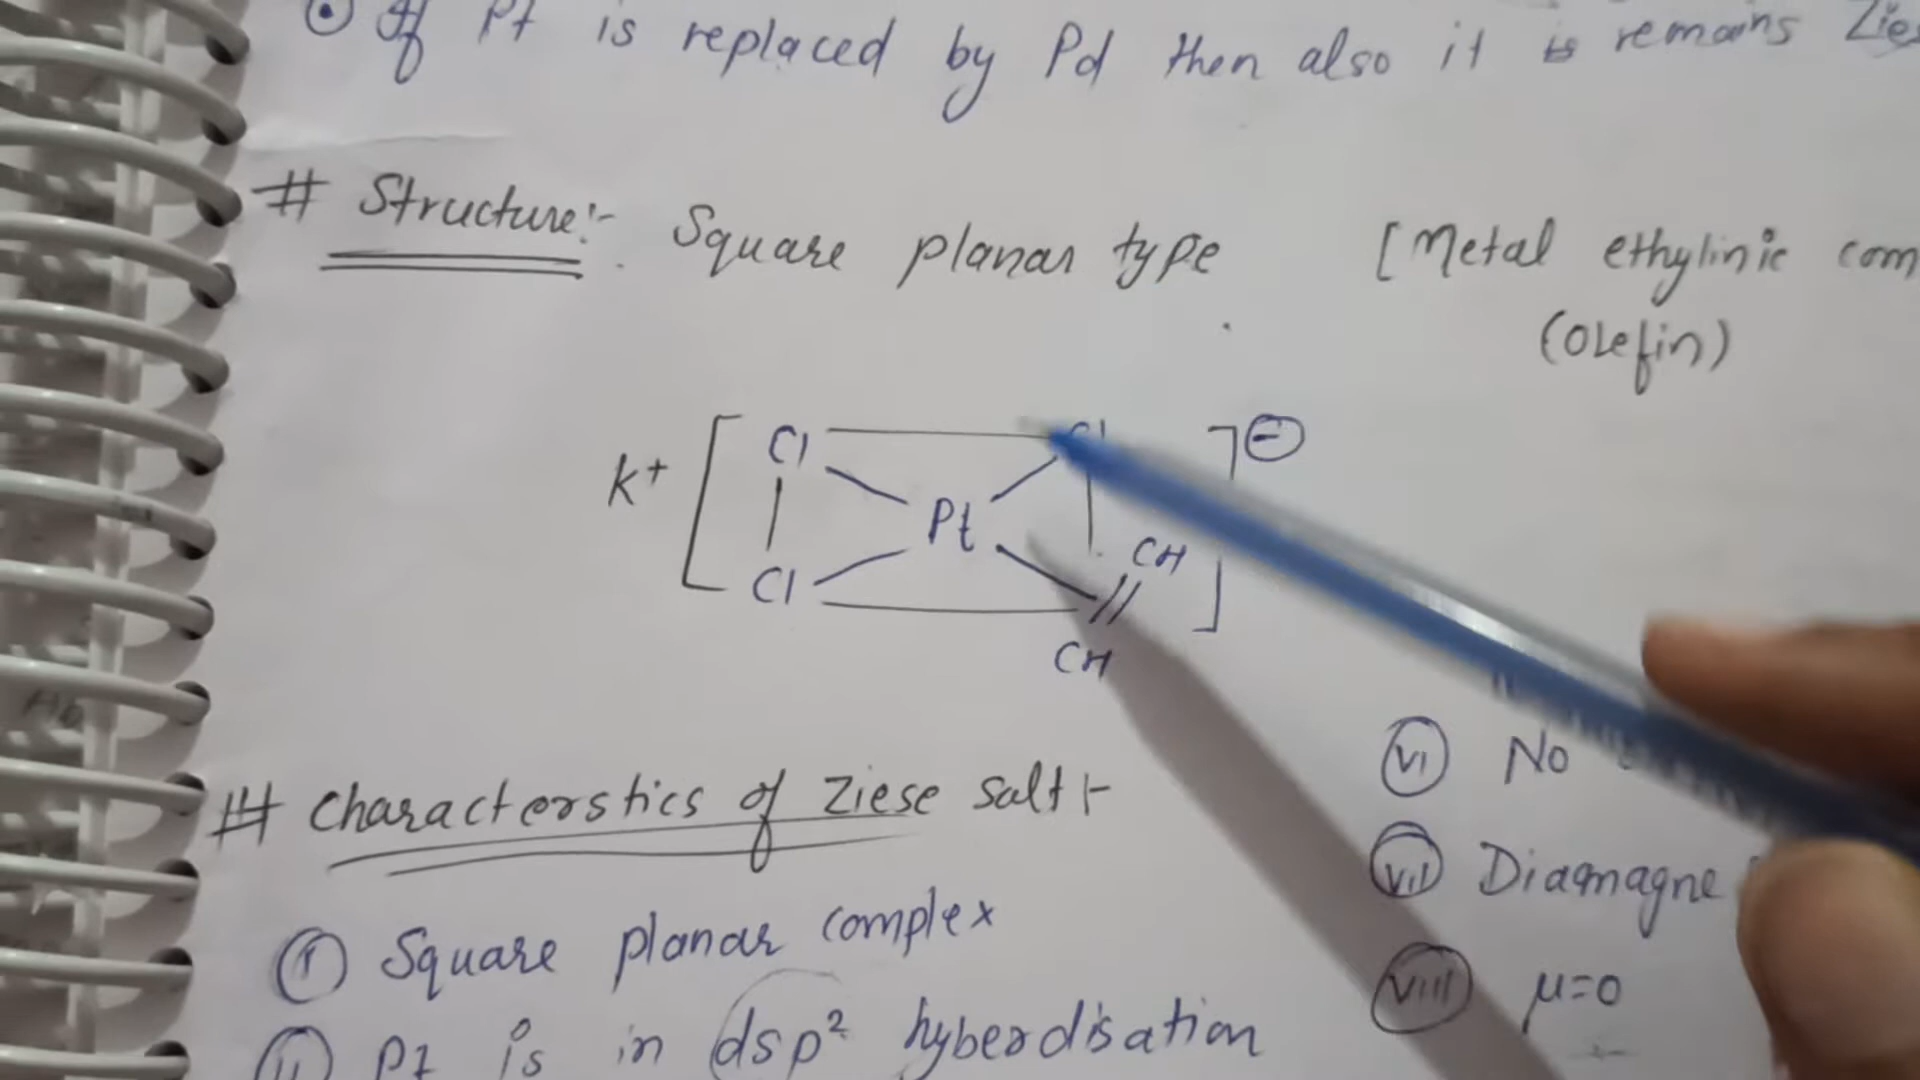 If Pt is replaced by Pd then also it is remains Zies
# Structure:- Square planar type [Metal ethylinic com
(Olefin)
K+ [ Cl Cl ]⊖
Pt
CH
Cl
CH
# Characterstics of Ziese Salt :-
(vi) No
(vii) Diamagne
(viii) μ=0
(i) Square planar complex
(ii) Pt is in dsp² hyberdisation